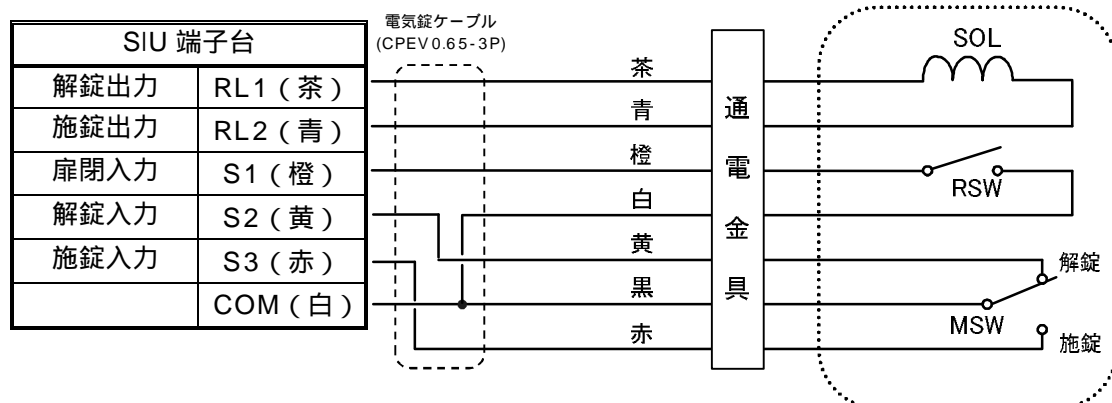 電気錠ケーブル
(CPEV0.65-3P)
SIU 端子台
解錠出力 RL1(茶)
施錠出力 RL2(青)
扉閉入力 S1(橙)
解錠入力 S2(黄)
施錠入力 S3(赤)
COM(白)
茶
青
橙
白
黄
黒
赤
通電金具
SOL
RSW
解錠
MSW
施錠